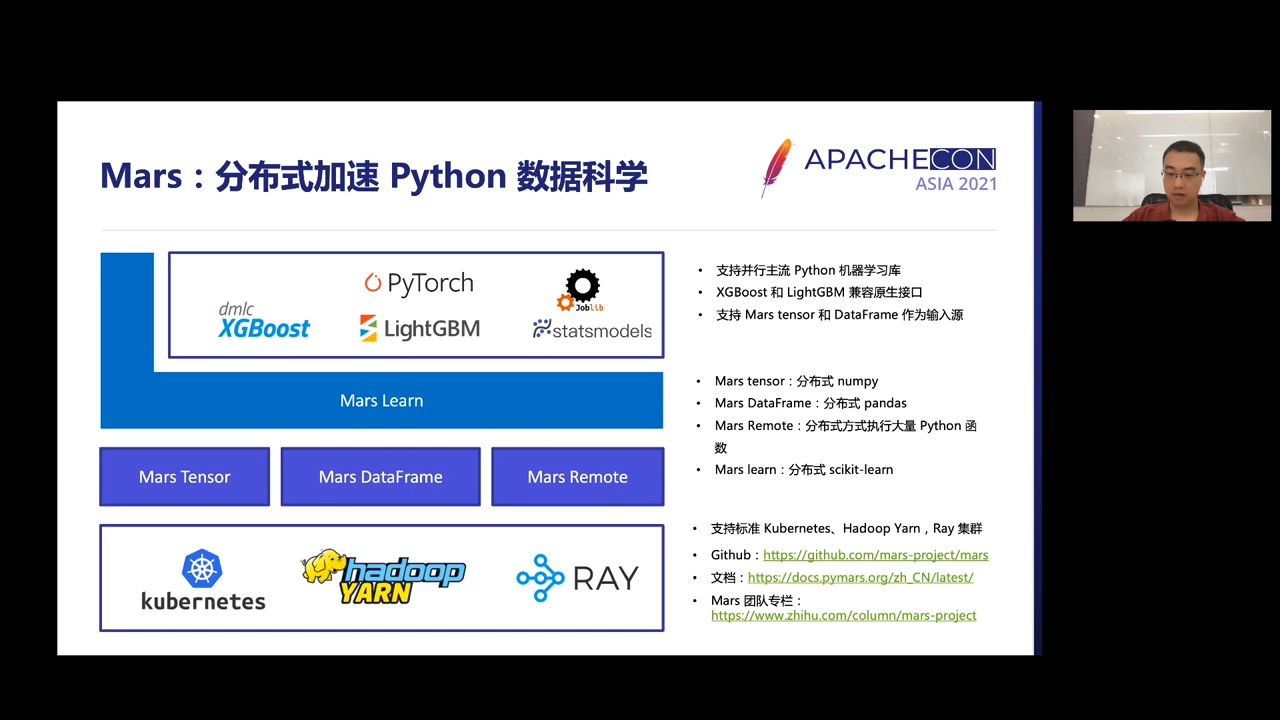 Mars：分布式加速 Python 数据科学
APACHECON
ASIA 2021
PyTorch
Joblib
dmlc
XGBoost
LightGBM
statsmodels
Mars Learn
Mars Tensor
Mars DataFrame
Mars Remote
kubernetes
hadoop
YARN
RAY
• 支持并行主流 Python 机器学习库
• XGBoost 和 LightGBM 兼容原生接口
• 支持 Mars tensor 和 DataFrame 作为输入源
• Mars tensor：分布式 numpy
• Mars DataFrame：分布式 pandas
• Mars Remote：分布式方式执行大量 Python 函
数
• Mars learn：分布式 scikit-learn
• 支持标准 Kubernetes、Hadoop Yarn，Ray 集群
• Github：https://github.com/mars-project/mars
• 文档：https://docs.pymars.org/zh_CN/latest/
• Mars 团队专栏：
https://www.zhihu.com/column/mars-project